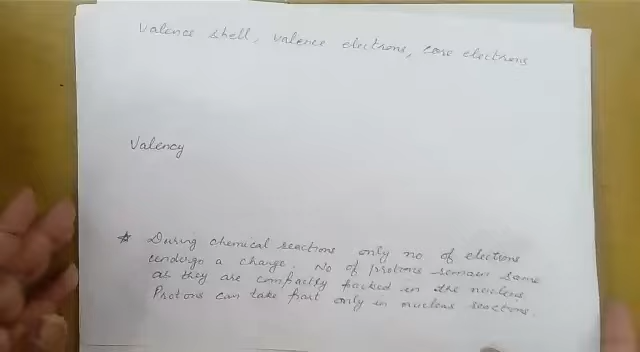 Valence shell, valence electrons, core electrons
Valency
* During chemical reactions only no of electrons
undergo a change. No of protons remain same
as they are compactly packed in the nucleus
Protons can take part only in nucleus reactions.